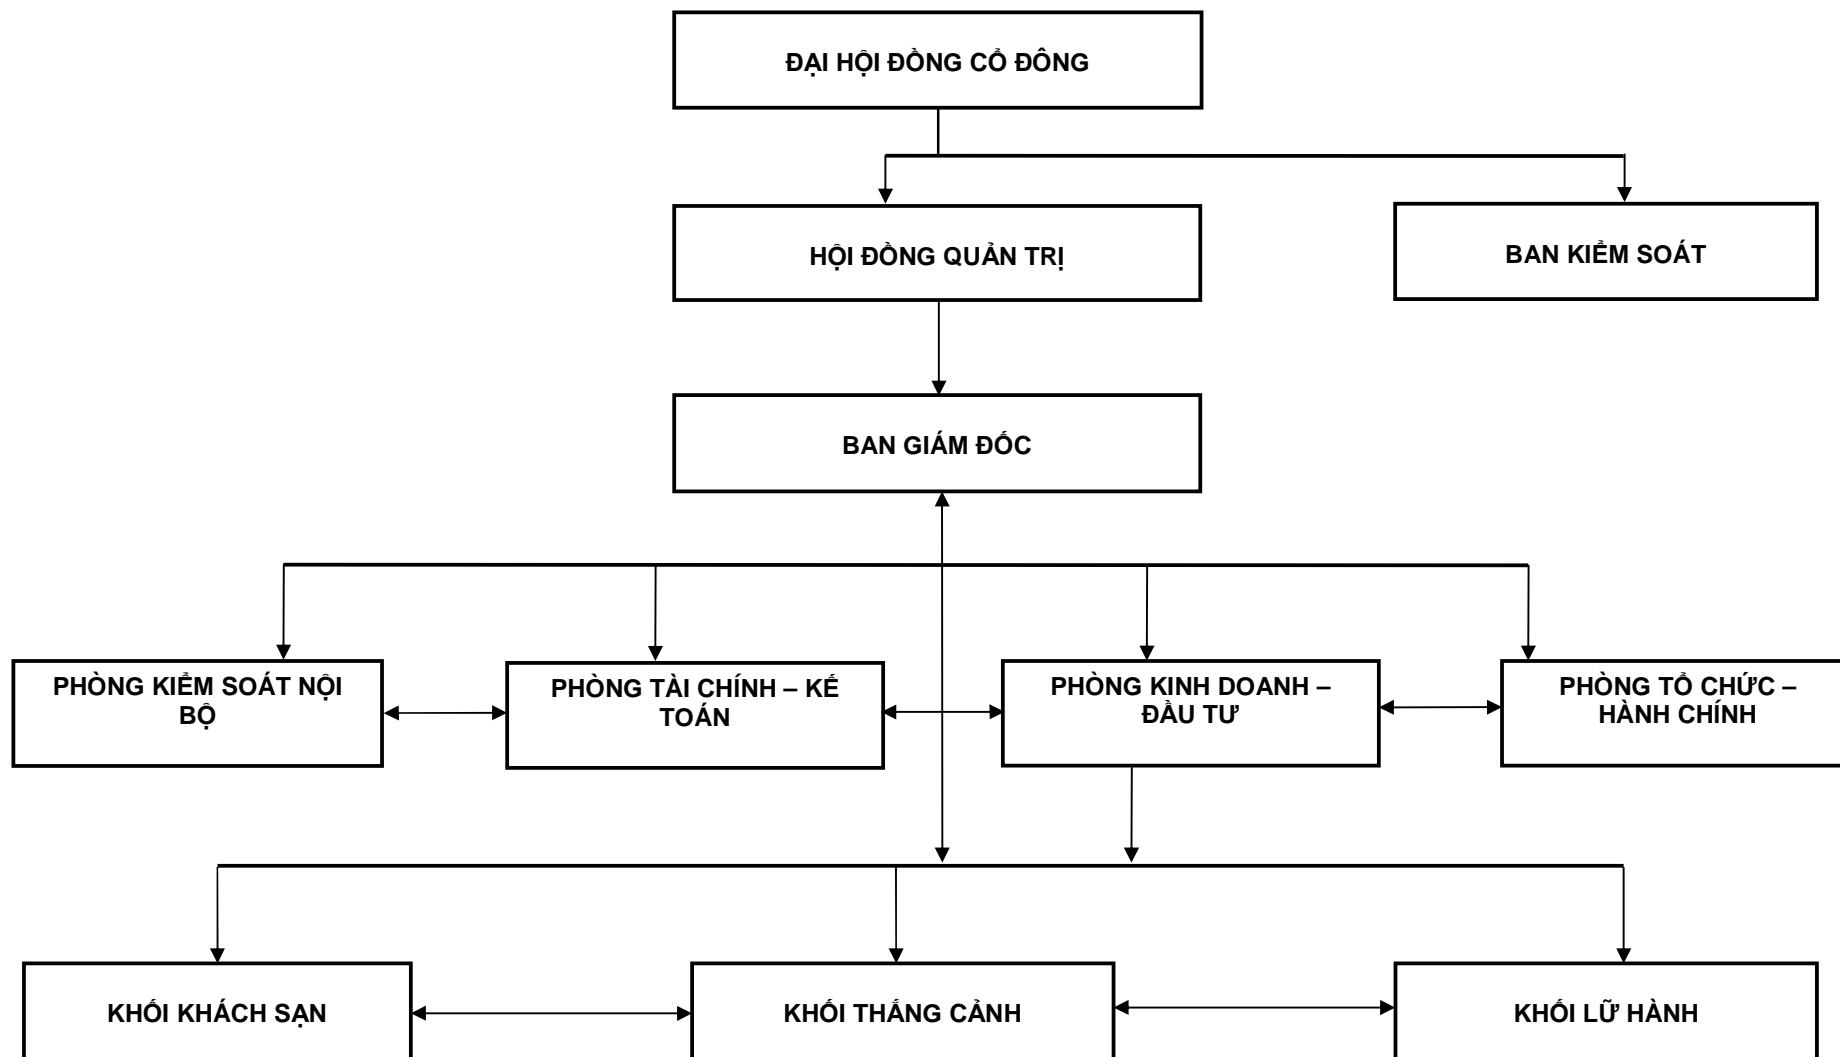 ĐẠI HỘI ĐỒNG CỔ ĐÔNG
HỘI ĐỒNG QUẢN TRỊ
BAN KIỂM SOÁT
BAN GIÁM ĐỐC
PHÒNG KIỂM SOÁT NỘI
BỘ
PHÒNG TÀI CHÍNH – KẾ
TOÁN
PHÒNG KINH DOANH –
ĐẦU TƯ
PHÒNG TỔ CHỨC –
HÀNH CHÍNH
KHỐI KHÁCH SẠN
KHỐI THẮNG CẢNH
KHỐI LỮ HÀNH